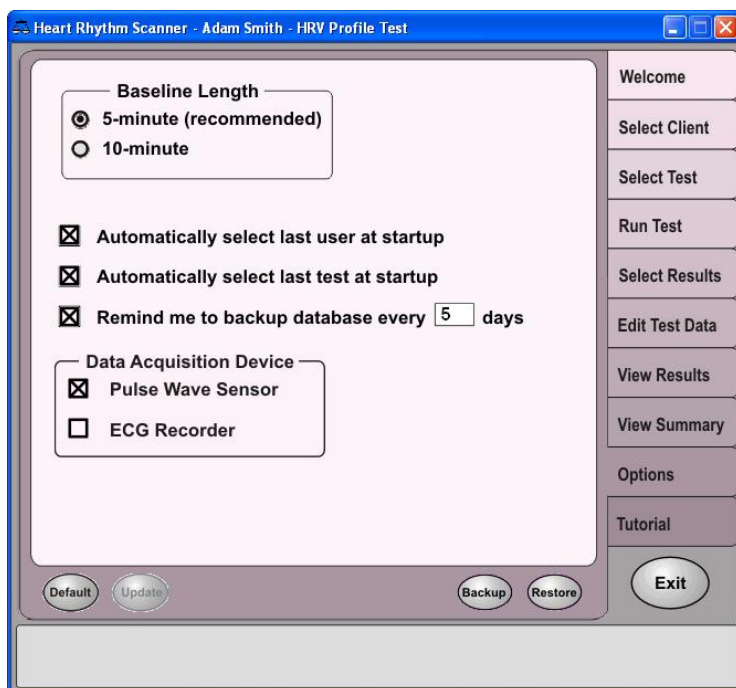 Heart Rhythm Scanner - Adam Smith - HRV Profile Test
Baseline Length
5-minute (recommended)
10-minute
Automatically select last user at startup
Automatically select last test at startup
Remind me to backup database every 5 days
Data Acquisition Device
Pulse Wave Sensor
ECG Recorder
Default
Update
Backup
Restore
Welcome
Select Client
Select Test
Run Test
Select Results
Edit Test Data
View Results
View Summary
Options
Tutorial
Exit